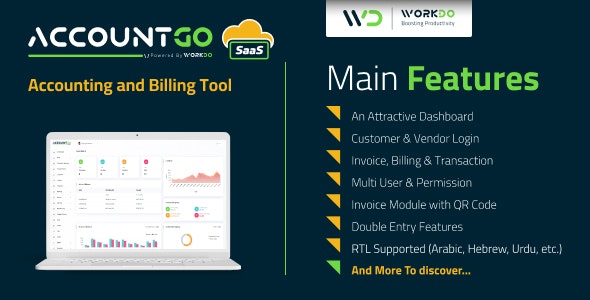 ACCOUNTGO
SaaS
Powered By WORKDO
Accounting and Billing Tool
WORKDO
Boosting Productivity
Main Features
An Attractive Dashboard
Customer & Vendor Login
Invoice, Billing & Transaction
Multi User & Permission
Invoice Module with QR Code
Double Entry Features
RTL Supported (Arabic, Hebrew, Urdu, etc.)
And More To discover...